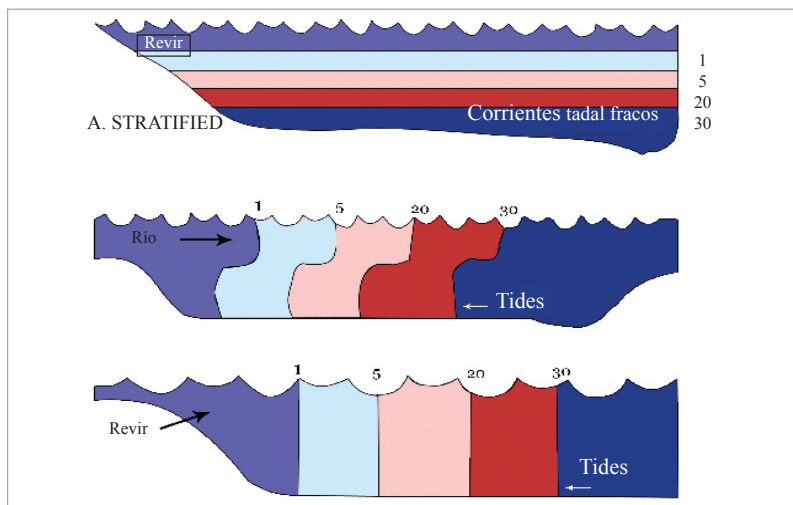 Revir
1
5
20
A. STRATIFIED
Corrientes tadal fracos
30
1 5 20 30
Río
Tides
1 5 20 30
Revir
Tides